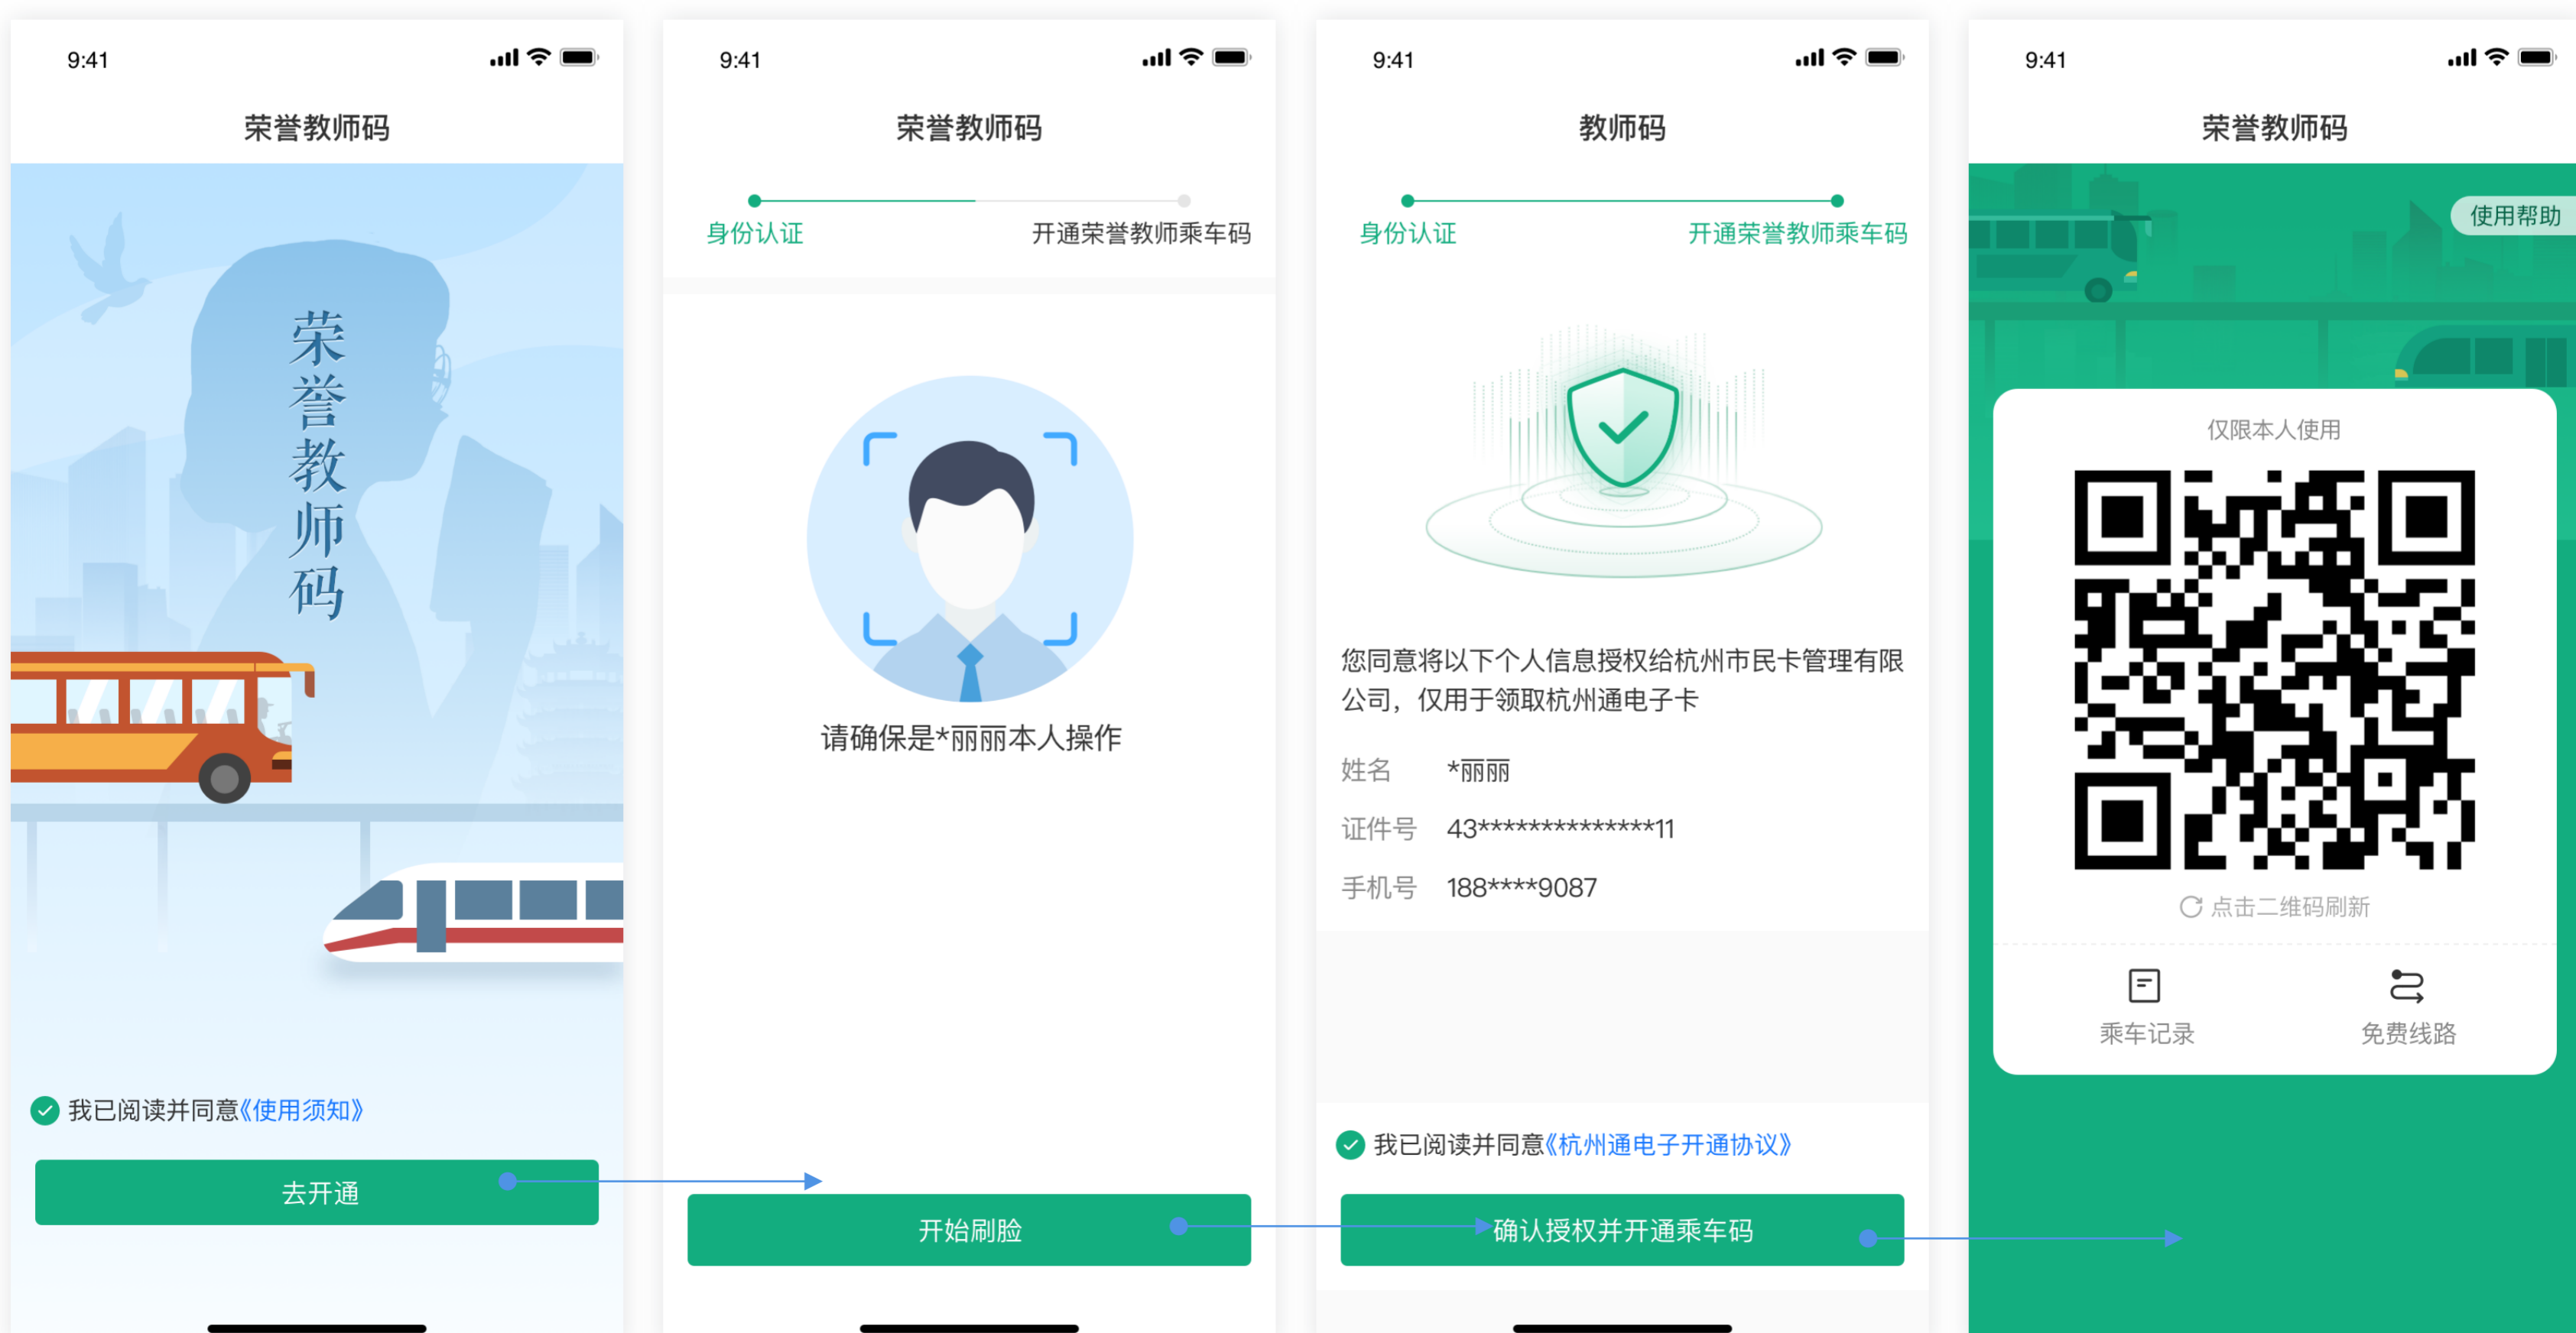 9:41
荣誉教师码
荣誉教师码
我已阅读并同意《使用须知》
去开通
9:41
荣誉教师码
身份认证
开通荣誉教师乘车码
请确保是*丽丽本人操作
开始刷脸
9:41
教师码
身份认证
开通荣誉教师乘车码
您同意将以下个人信息授权给杭州市民卡管理有限
公司，仅用于领取杭州通电子卡
姓名 *丽丽
证件号 43**************11
手机号 188****9087
我已阅读并同意《杭州通电子开通协议》
确认授权并开通乘车码
9:41
荣誉教师码
使用帮助
仅限本人使用
点击二维码刷新
乘车记录
免费线路